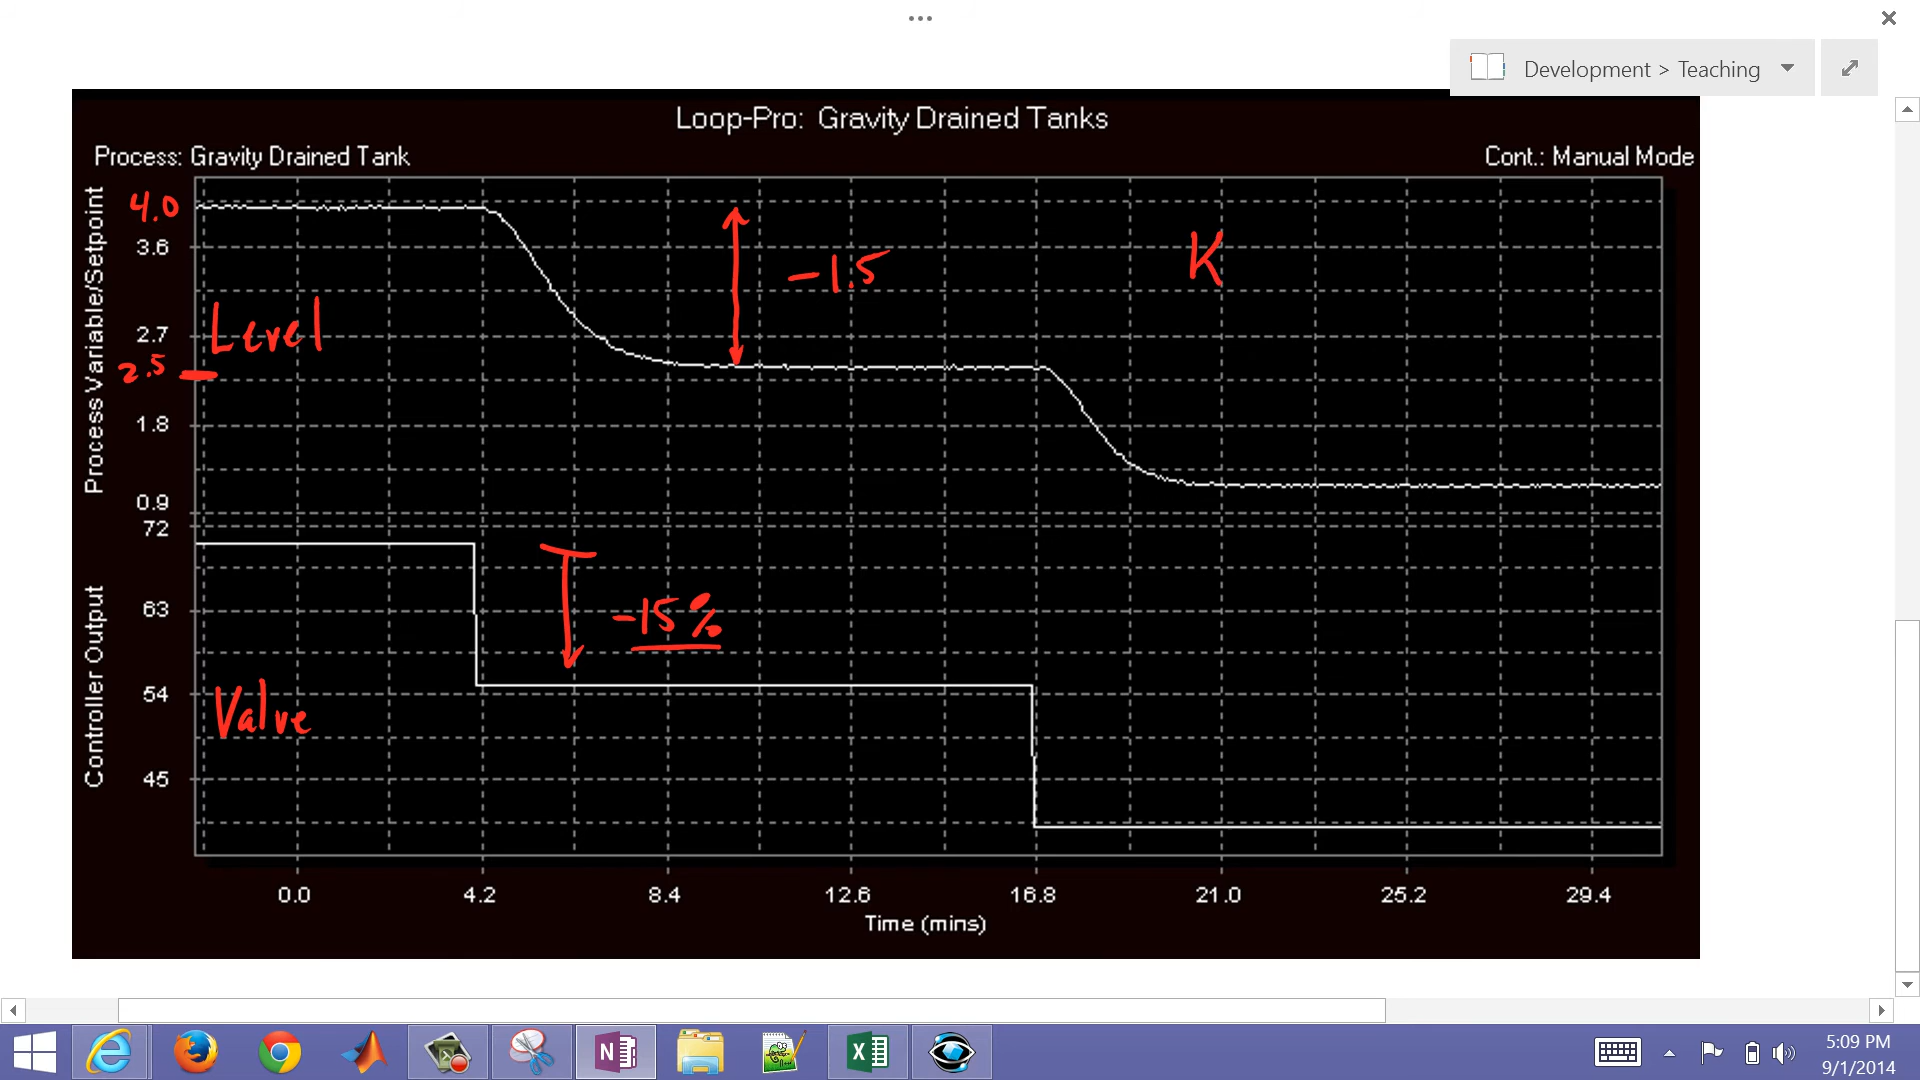 Development > Teaching
Loop-Pro: Gravity Drained Tanks
Process: Gravity Drained Tank
Cont.: Manual Mode
Process Variable/Setpoint
4.0
3.6
2.7
2.5
1.8
0.9
Level
-1.5
K
Controller Output
72
63
54
45
-15%
Valve
0.0 4.2 8.4 12.6 16.8 21.0 25.2 29.4
Time (mins)
5:09 PM
9/1/2014